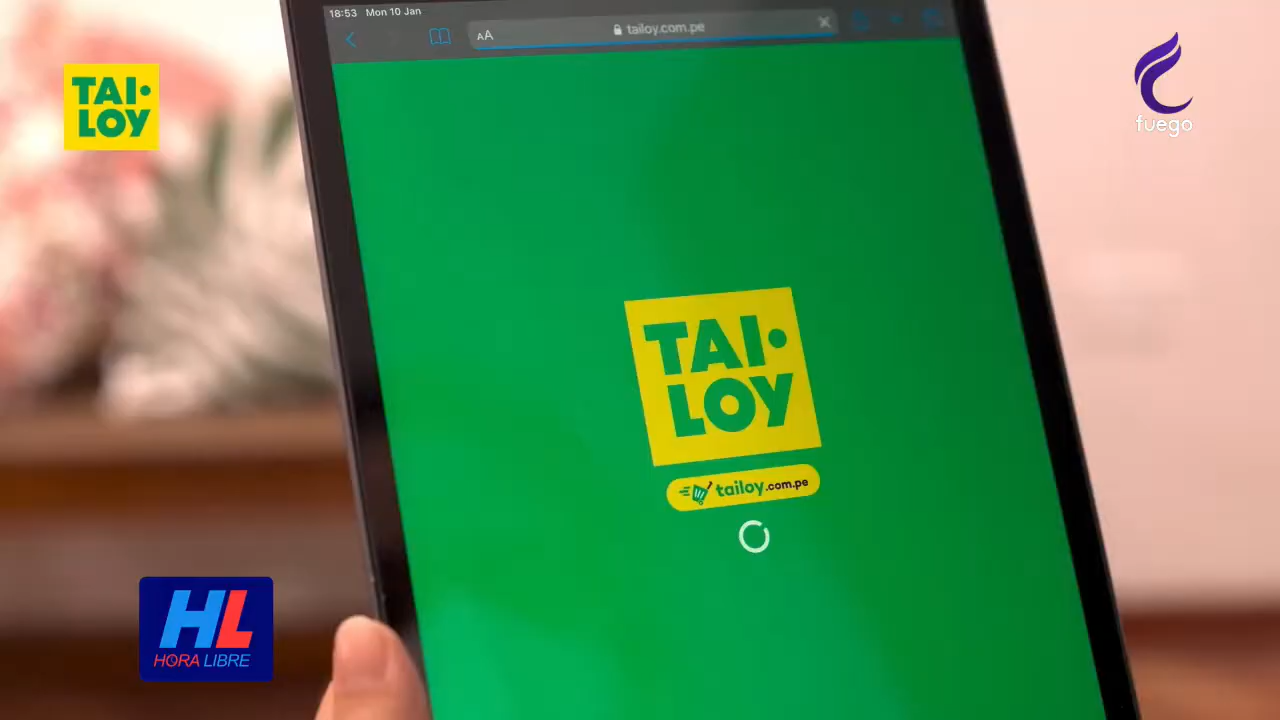 18:53 Mon 10 Jan
AA
tailoy.com.pe
TAI•
LOY
fuego
TAI•
LOY
tailoy.com.pe
HL
HORA LIBRE